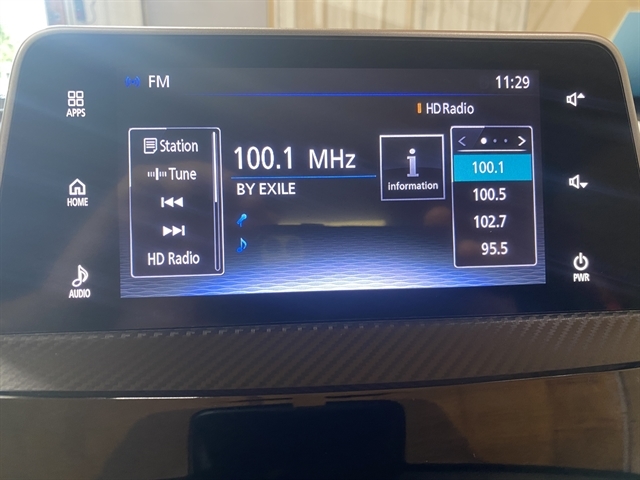 FM
11:29
HD Radio
APPS
HOME
AUDIO
Station
Tune
HD Radio
100.1 MHz
BY EXILE
information
100.1
100.5
102.7
95.5
PWR